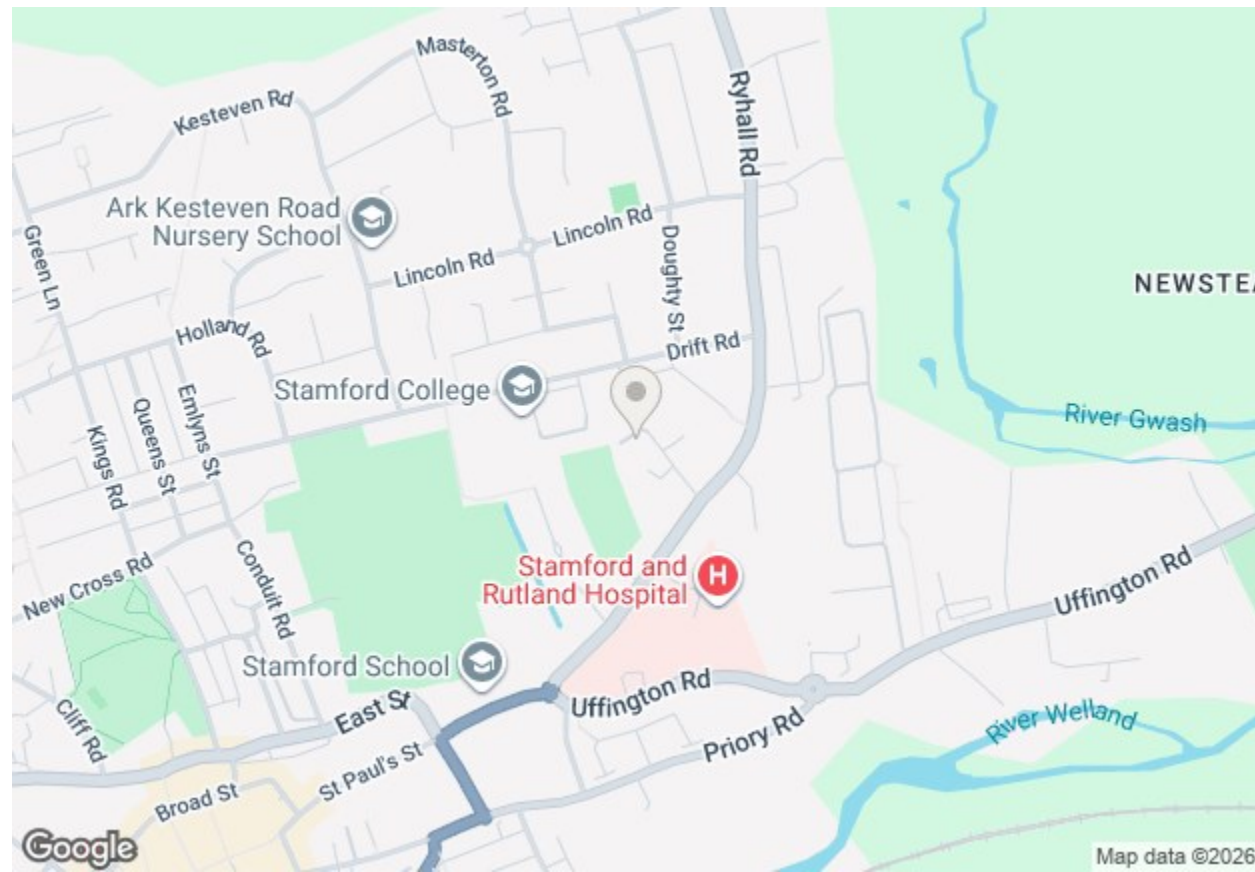 Masterton Rd
Kesteven Rd
Ryhall Rd
Ark Kesteven Road
Nursery School
Lincoln Rd
Lincoln Rd
Green Ln
Doughty St
NEWSTEA
Holland Rd
Drift Rd
Stamford College
Emlyns St
Queens St
Kings Rd
River Gwash
New Cross Rd
Conduit Rd
Stamford and
Rutland Hospital
H
Uffington Rd
Stamford School
Uffington Rd
East St
Cliff Rd
Priory Rd
River Welland
St Paul's St
Broad St
Google
Map data ©2026